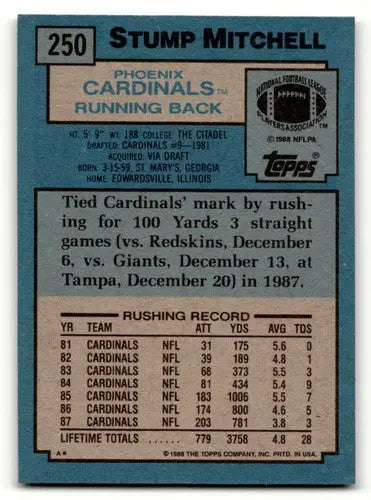 250 STUMP MITCHELL
PHOENIX
CARDINALS™
RUNNING BACK
NATIONAL FOOTBALL LEAGUE
PLAYERS ASSOCIATION
© 1988 NFLPA
TOPPS®
HT: 5' 9" WT: 188 COLLEGE: THE CITADEL
DRAFTED: CARDINALS #9—1981
ACQUIRED: VIA DRAFT
BORN: 3-15-59, ST. MARY'S, GEORGIA
HOME: EDWARDSVILLE, ILLINOIS
Tied Cardinals' mark by rush-
ing for 100 Yards 3 straight
games (vs. Redskins, December
6, vs. Giants, December 13, at
Tampa, December 20) in 1987.
RUSHING RECORD
YR TEAM ATT YDS AVG TDS
81 CARDINALS NFL 31 175 5.6 0
82 CARDINALS NFL 39 189 4.8 1
83 CARDINALS NFL 68 373 5.5 3
84 CARDINALS NFL 81 434 5.4 9
85 CARDINALS NFL 183 1006 5.5 7
86 CARDINALS NFL 174 800 4.6 5
87 CARDINALS NFL 203 781 3.8 3
LIFETIME TOTALS 779 3758 4.8 28
A* © 1988 THE TOPPS COMPANY, INC. PRTD. IN U.S.A.